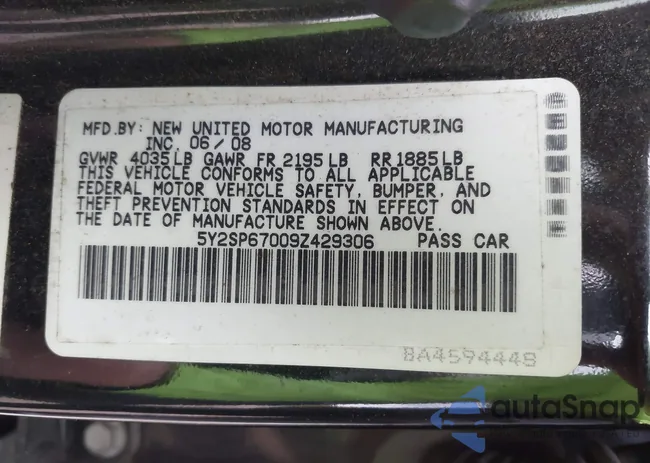 MFD.BY: NEW UNITED MOTOR MANUFACTURING
INC. 06/08
GVWR 4035LB GAWR FR 2195LB RR 1885LB
THIS VEHICLE CONFORMS TO ALL APPLICABLE
FEDERAL MOTOR VEHICLE SAFETY, BUMPER, AND
THEFT PREVENTION STANDARDS IN EFFECT ON
THE DATE OF MANUFACTURE SHOWN ABOVE.
5Y2SP67009Z429306 PASS CAR
BA4594448
autoSnap